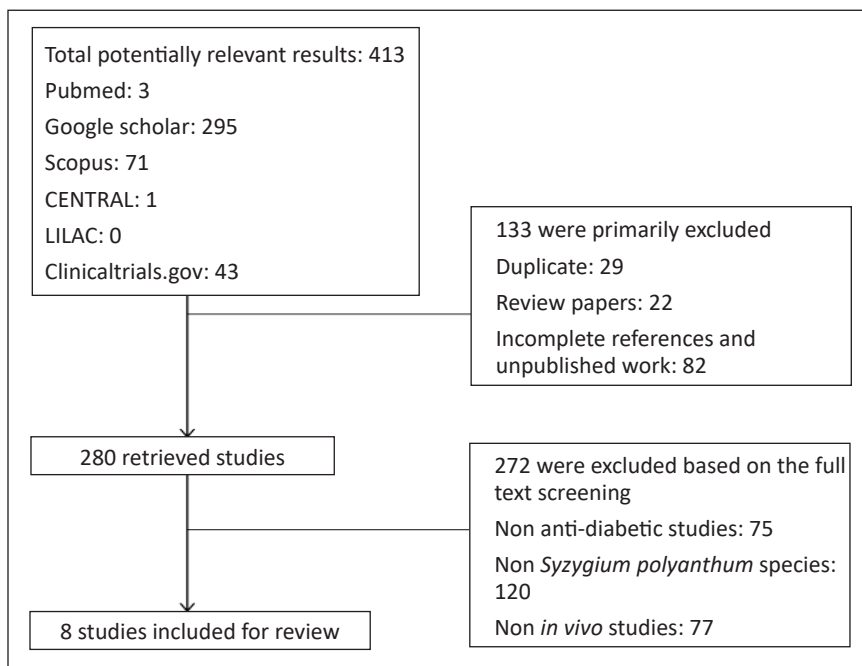 Total potentially relevant results: 413
Pubmed: 3
Google scholar: 295
Scopus: 71
CENTRAL: 1
LILAC: 0
Clinicaltrials.gov: 43
133 were primarily excluded
Duplicate: 29
Review papers: 22
Incomplete references and
unpublished work: 82
280 retrieved studies
272 were excluded based on the full
text screening
Non anti-diabetic studies: 75
Non Syzygium polyanthum species:
120
Non in vivo studies: 77
8 studies included for review